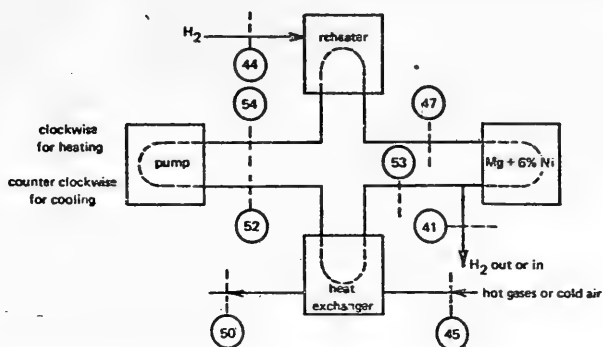 H2
reheater
44
54
47
clockwise
for heating
pump
53
Mg + 6% Ni
counter clockwise
for cooling
52
41
H2 out or in
heat
exchanger
hot gases or cold air
50
45